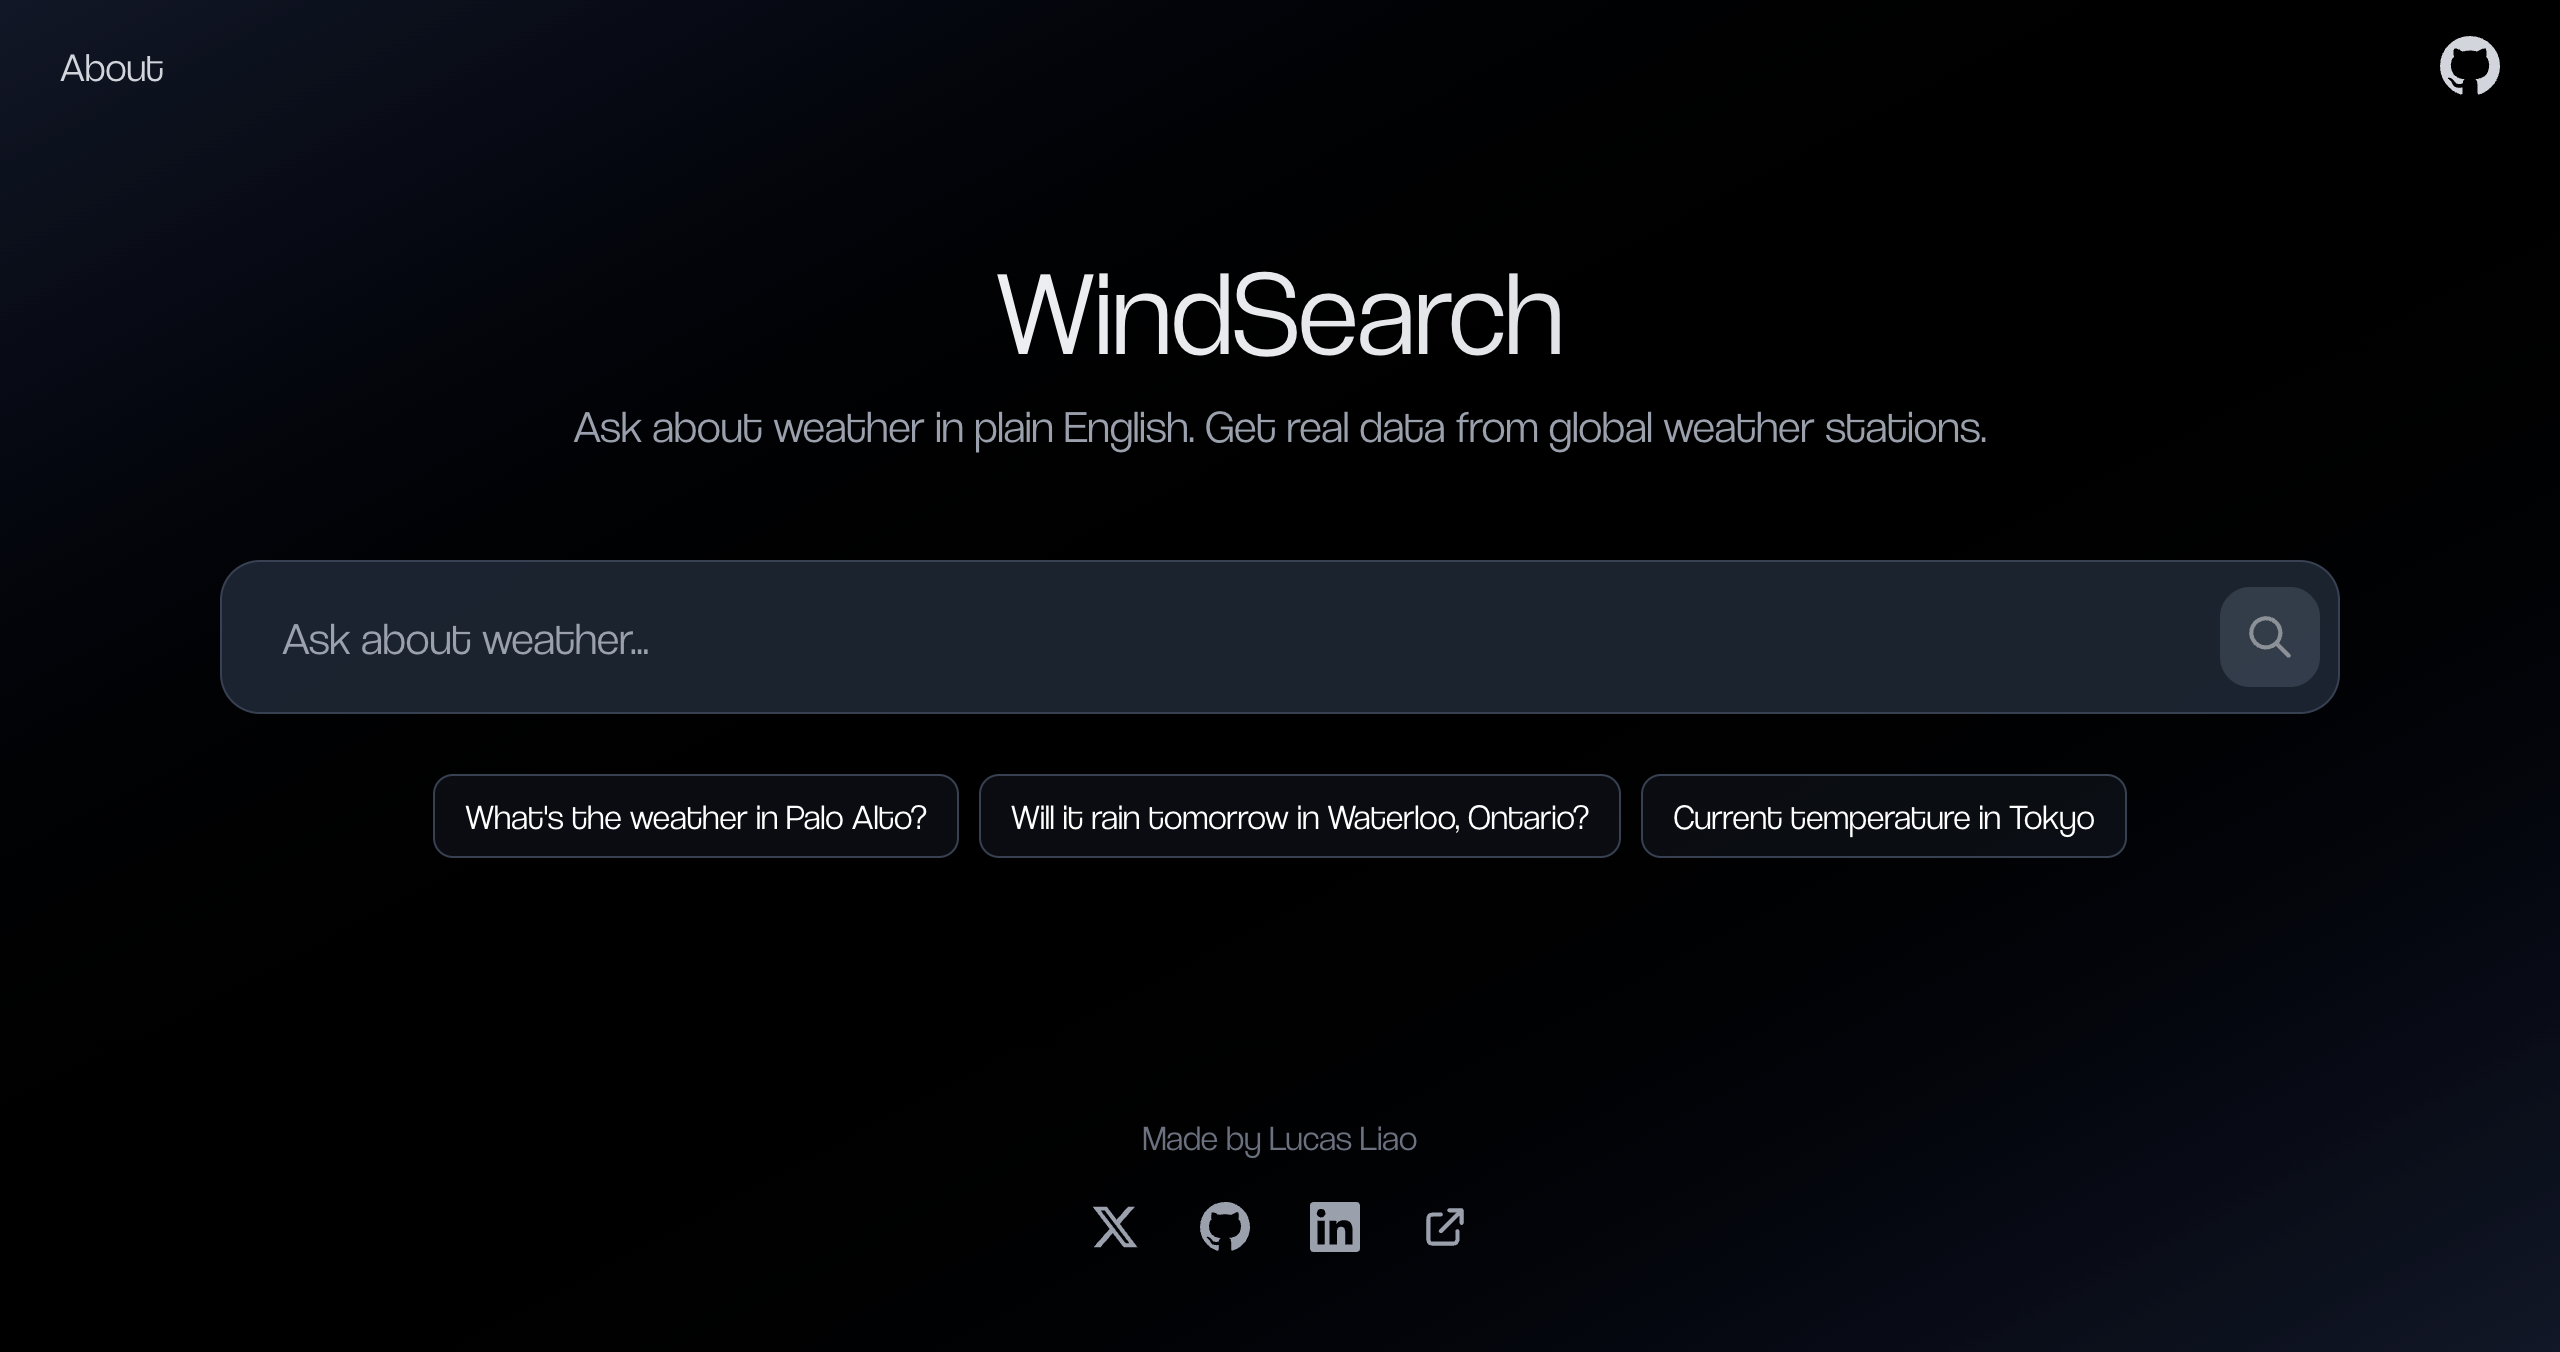 About
WindSearch
Ask about weather in plain English. Get real data from global weather stations.
Ask about weather...
What's the weather in Palo Alto?
Will it rain tomorrow in Waterloo, Ontario?
Current temperature in Tokyo
Made by Lucas Liao